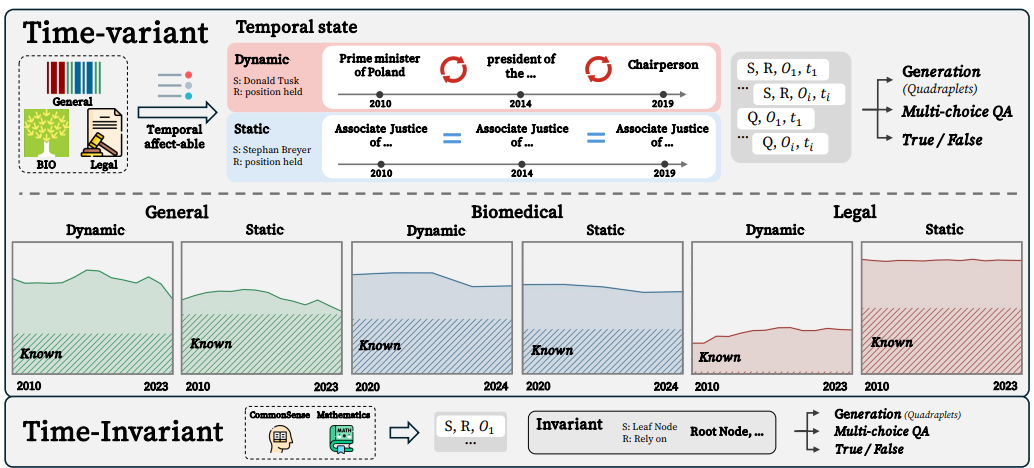 Time-variant
General
BIO
Legal
Temporal
affect-able
Temporal state
Dynamic
S: Donald Tusk
R: position held
Prime minister
of Poland
president of
the ...
Chairperson
2010
2014
2019
Static
S: Stephan Breyer
R: position held
Associate Justice
of ...
Associate Justice
of ...
Associate Justice
of ...
2010
2014
2019
S, R, O₁, t₁
...
S, R, Oᵢ, tᵢ
Q, O₁, t₁
...
Q, Oᵢ, tᵢ
Generation
(Quadraplets)
Multi-choice QA
True / False
General
Biomedical
Legal
Dynamic
Static
Dynamic
Static
Dynamic
Static
Known
Known
Known
Known
Known
Known
2010 2023
2010 2023
2020 2024
2020 2024
2010 2023
2010 2023
Time-Invariant
CommonSense
Mathematics
MATH
S, R, O₁
...
Invariant
S: Leaf Node
R: Rely on
Root Node, ...
Generation (Quadraplets)
Multi-choice QA
True / False